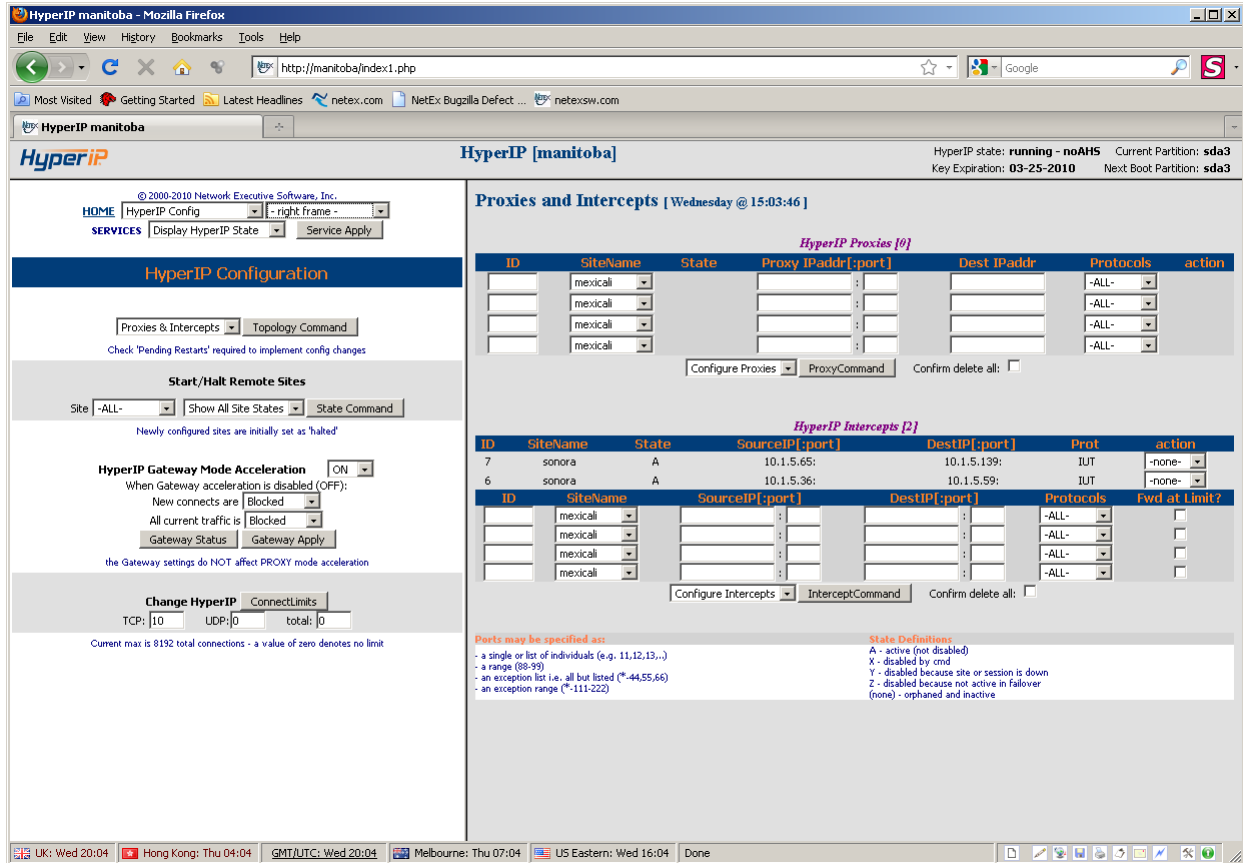 HyperIP manitoba - Mozilla Firefox
File Edit View History Bookmarks Tools Help
http://manitoba/index1.php
Google
S
Most Visited Getting Started Latest Headlines netex.com NetEx Bugzilla Defect ... netexsw.com
HyperIP manitoba
HyperIP
HyperIP [manitoba]
HyperIP state: running - noAHS Current Partition: sda3
Key Expiration: 03-25-2010 Next Boot Partition: sda3
© 2000-2010 Network Executive Software, Inc.
HOME HyperIP Config - right frame -
SERVICES Display HyperIP State Service Apply
HyperIP Configuration
Proxies & Intercepts Topology Command
Check 'Pending Restarts' required to implement config changes
Start/Halt Remote Sites
Site -ALL- Show All Site States State Command
Newly configured sites are initially set as 'halted'
HyperIP Gateway Mode Acceleration ON
When Gateway acceleration is disabled (OFF):
New connects are Blocked
All current traffic is Blocked
Gateway Status Gateway Apply
the Gateway settings do NOT affect PROXY mode acceleration
Change HyperIP ConnectLimits
TCP: 10 UDP: 0 total: 0
Current max is 8192 total connections - a value of zero denotes no limit
Proxies and Intercepts [ Wednesday @ 15:03:46 ]
HyperIP Proxies [0]
ID SiteName State Proxy IPaddr[:port] Dest IPaddr Protocols action
mexicali : -ALL-
mexicali : -ALL-
mexicali : -ALL-
mexicali : -ALL-
Configure Proxies ProxyCommand Confirm delete all:
HyperIP Intercepts [2]
ID SiteName State SourceIP[:port] DestIP[:port] Prot action
7 sonora A 10.1.5.65: 10.1.5.139: IUT -none-
6 sonora A 10.1.5.36: 10.1.5.59: IUT -none-
ID SiteName SourceIP[:port] DestIP[:port] Protocols Fwd at Limit?
mexicali : : -ALL-
mexicali : : -ALL-
mexicali : : -ALL-
mexicali : : -ALL-
Configure Intercepts InterceptCommand Confirm delete all:
Ports may be specified as:
- a single or list of individuals (e.g. 11,12,13,..)
- a range (88-99)
- an exception list i.e. all but listed (*-44,55,66)
- an exception range (*-111-222)
State Definitions
A - active (not disabled)
X - disabled by cmd
Y - disabled because site or session is down
Z - disabled because not active in failover
(none) - orphaned and inactive
UK: Wed 20:04 Hong Kong: Thu 04:04 GMT/UTC: Wed 20:04 Melbourne: Thu 07:04 US Eastern: Wed 16:04 Done